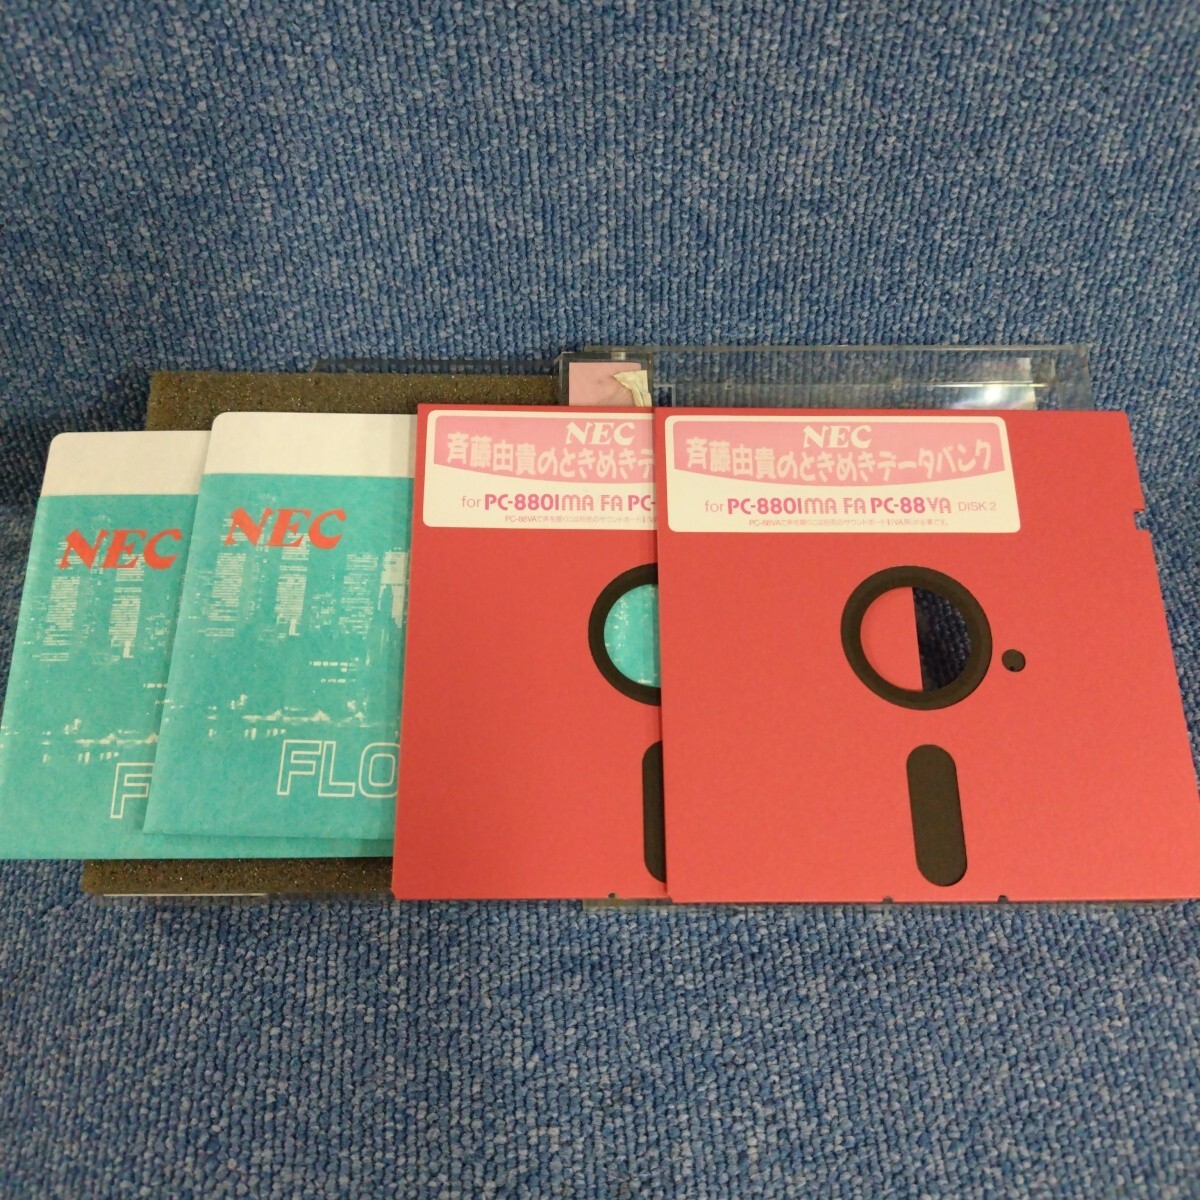 NEC
NEC
F
FLO
NEC
斉藤由貴のときめきデ
for PC-8801MA FA PC-
NEC
斉藤由貴のときめきデータバンク
for PC-8801MA FA PC-88VA DISK 2